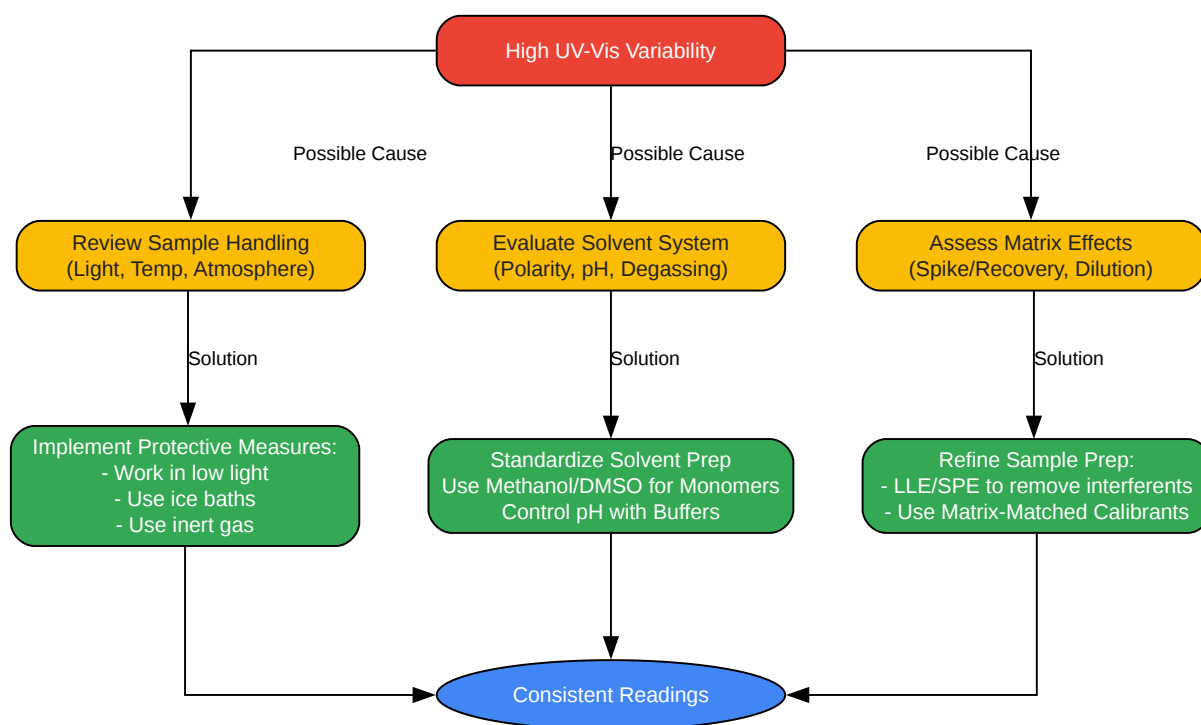 High UV-Vis Variability
Possible Cause
Possible Cause
Possible Cause
Review Sample Handling
(Light, Temp, Atmosphere)
Evaluate Solvent System
(Polarity, pH, Degassing)
Assess Matrix Effects
(Spike/Recovery, Dilution)
Solution
Solution
Solution
Implement Protective Measures:
- Work in low light
- Use ice baths
- Use inert gas
Standardize Solvent Prep
Use Methanol/DMSO for Monomers
Control pH with Buffers
Refine Sample Prep:
- LLE/SPE to remove interferents
- Use Matrix-Matched Calibrants
Consistent Readings